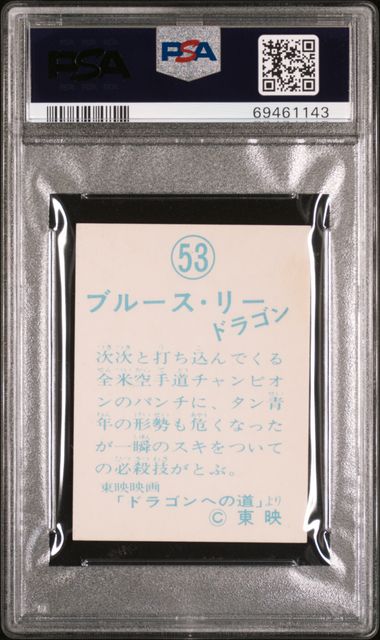 PSA
PSA
69461143
53
ブルース・リー
ドラゴン
次次と打ち込んでくる
全米空手道チャンピオ
ンのパンチに、タン青
年の形勢も危くなった
が一瞬のスキをついて
の必殺技がとぶ。
東映映画
「ドラゴンへの道」より
©東映